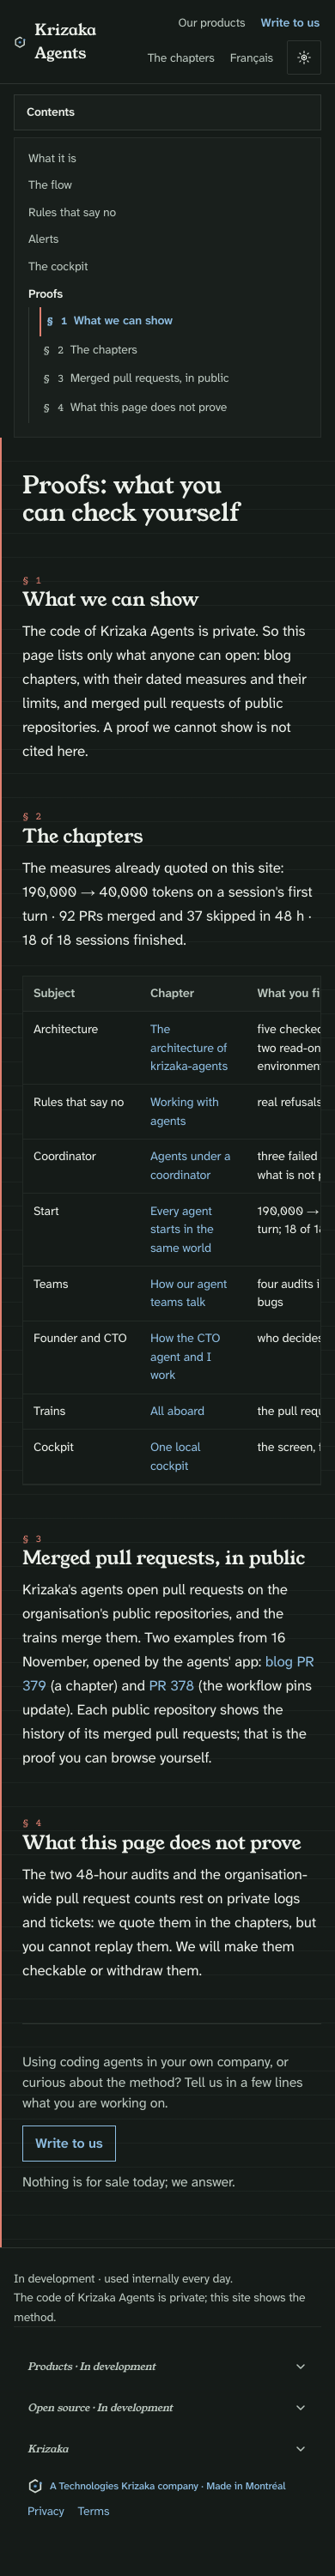 Krizaka
Agents
Our products
Write to us
The chapters
Français
Contents
What it is
The flow
Rules that say no
Alerts
The cockpit
Proofs
§ 1 What we can show
§ 2 The chapters
§ 3 Merged pull requests, in public
§ 4 What this page does not prove
Proofs: what you
can check yourself
§ 1
What we can show
The code of Krizaka Agents is private. So this
page lists only what anyone can open: blog
chapters, with their dated measures and their
limits, and merged pull requests of public
repositories. A proof we cannot show is not
cited here.
§ 2
The chapters
The measures already quoted on this site:
190,000 → 40,000 tokens on a session's first
turn · 92 PRs merged and 37 skipped in 48 h ·
18 of 18 sessions finished.
Subject Chapter What you
Architecture The five checked
architecture of two
krizaka-agents
Rules that say no Working with real refusals
agents
Coordinator Agents under a three failed
coordinator what is not
Start Every agent 190,000 →
starts in the turn; 18 of
same world
Teams How our agent four audits
teams talk bugs
Founder and CTO How the CTO who decides
agent and I
work
Trains All aboard the pull
Cockpit One local the screen,
cockpit
§ 3
Merged pull requests, in public
Krizaka's agents open pull requests on the
organisation's public repositories, and the
trains merge them. Two examples from 16
November, opened by the agents' app: blog PR
379 (a chapter) and PR 378 (the workflow pins
update). Each public repository shows the
history of its merged pull requests; that is the
proof you can browse yourself.
§ 4
What this page does not prove
The two 48-hour audits and the organisation-
wide pull request counts rest on private logs
and tickets: we quote them in the chapters, but
you cannot replay them. We will make them
checkable or withdraw them.
Using coding agents in your own company, or
curious about the method? Tell us in a few lines
what you are working on.
Write to us
Nothing is for sale today; we answer.
In development · used internally every day.
The code of Krizaka Agents is private; this site shows the
method.
Products · In development
Open source · In development
Krizaka
A Technologies Krizaka company · Made in Montréal
Privacy Terms